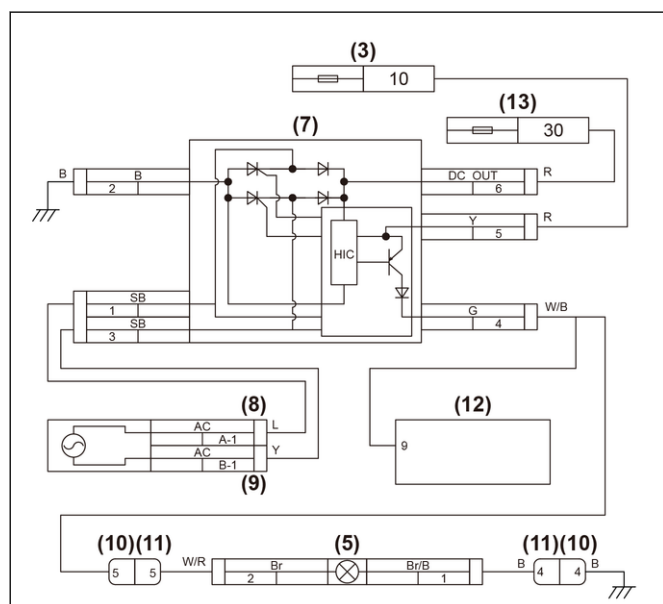 (3)
10
(13)
30
(7)
B
B
2
DC OUT
6
R
Y
5
R
HIC
SB
1
SB
3
G
4
W/B
(8)
(12)
AC
L
A-1
9
AC
Y
B-1
(9)
(10)(11)
(5)
(11)(10)
5
5
W/R
Br
2
Br/B
1
B
4
4
B